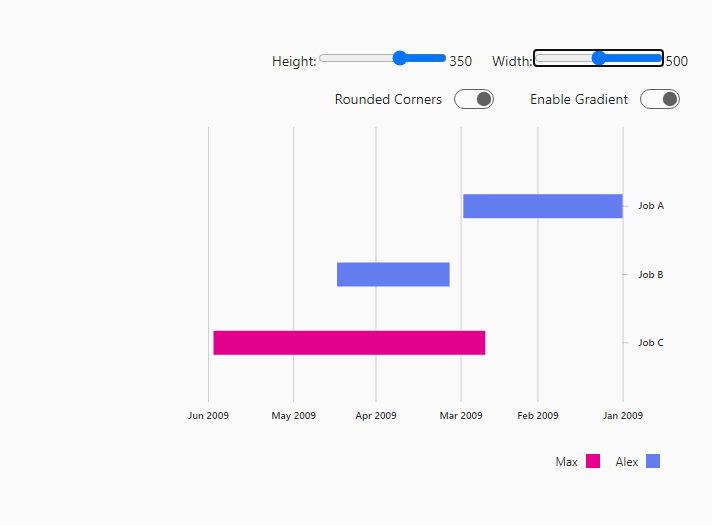 Height: 350 Width: 500
Rounded Corners Enable Gradient
Job A
Job B
Job C
Jun 2009 May 2009 Apr 2009 Mar 2009 Feb 2009 Jan 2009
Max Alex